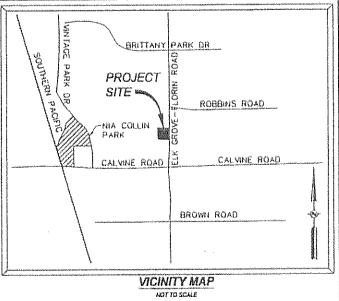 BRITTANY PARK DR
VINTAGE PARK DR
SOUTHERN PACIFIC
PROJECT
SITE
ELK GROVE-FLORIN ROAD
ROBBINS ROAD
NIA COLLIN
PARK
CALVINE ROAD
CALVINE ROAD
BROWN ROAD
VICINITY MAP
NOT TO SCALE